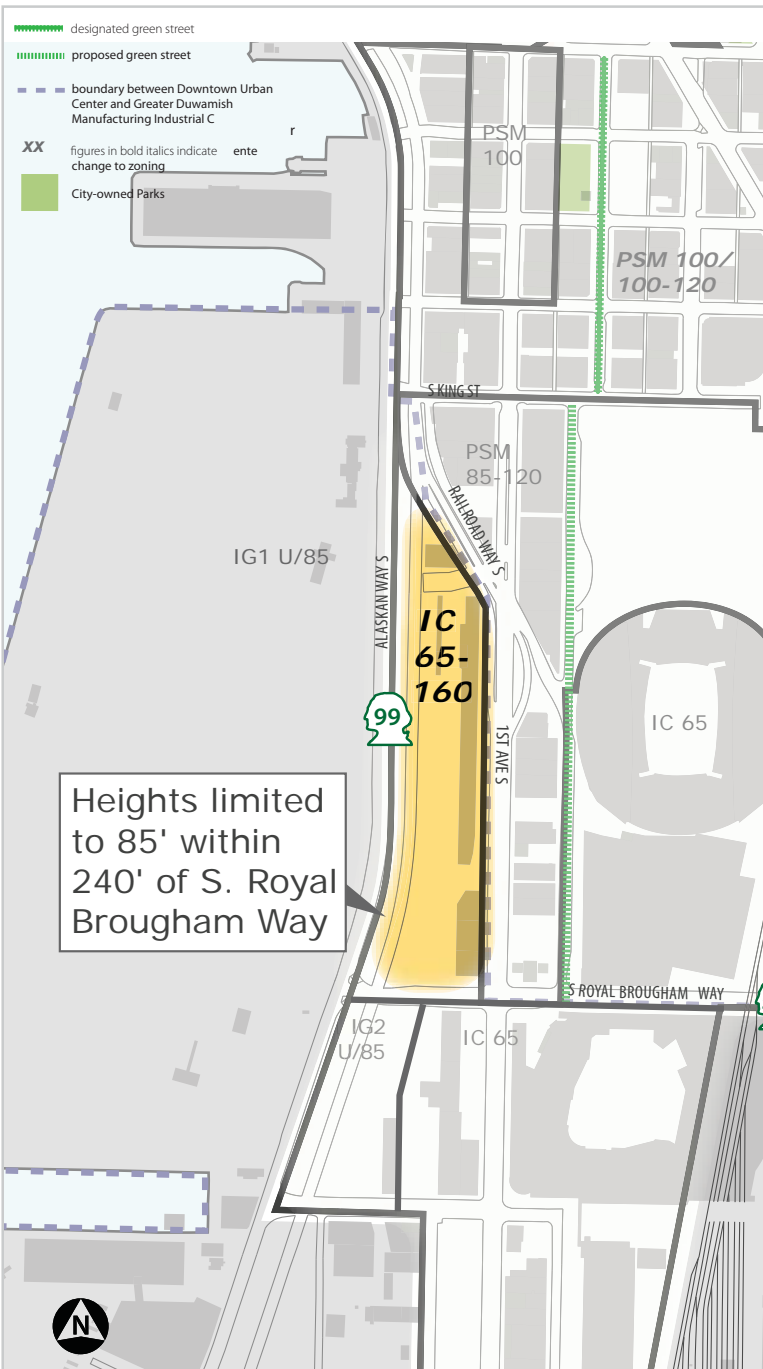 designated green street
proposed green street
boundary between Downtown Urban
Center and Greater Duwamish
Manufacturing Industrial C
r
xx
figures in bold italics indicate ente
change to zoning
City-owned Parks
PSM
100
PSM 100/
100-120
S KING ST
PSM
85-120
RAILROAD WAY S
IG1 U/85
ALASKAN WAY S
IC
65-
160
99
1ST AVE S
IC 65
Heights limited
to 85' within
240' of S. Royal
Brougham Way
S ROYAL BROUGHAM WAY
IG2
U/85
IC 65
N